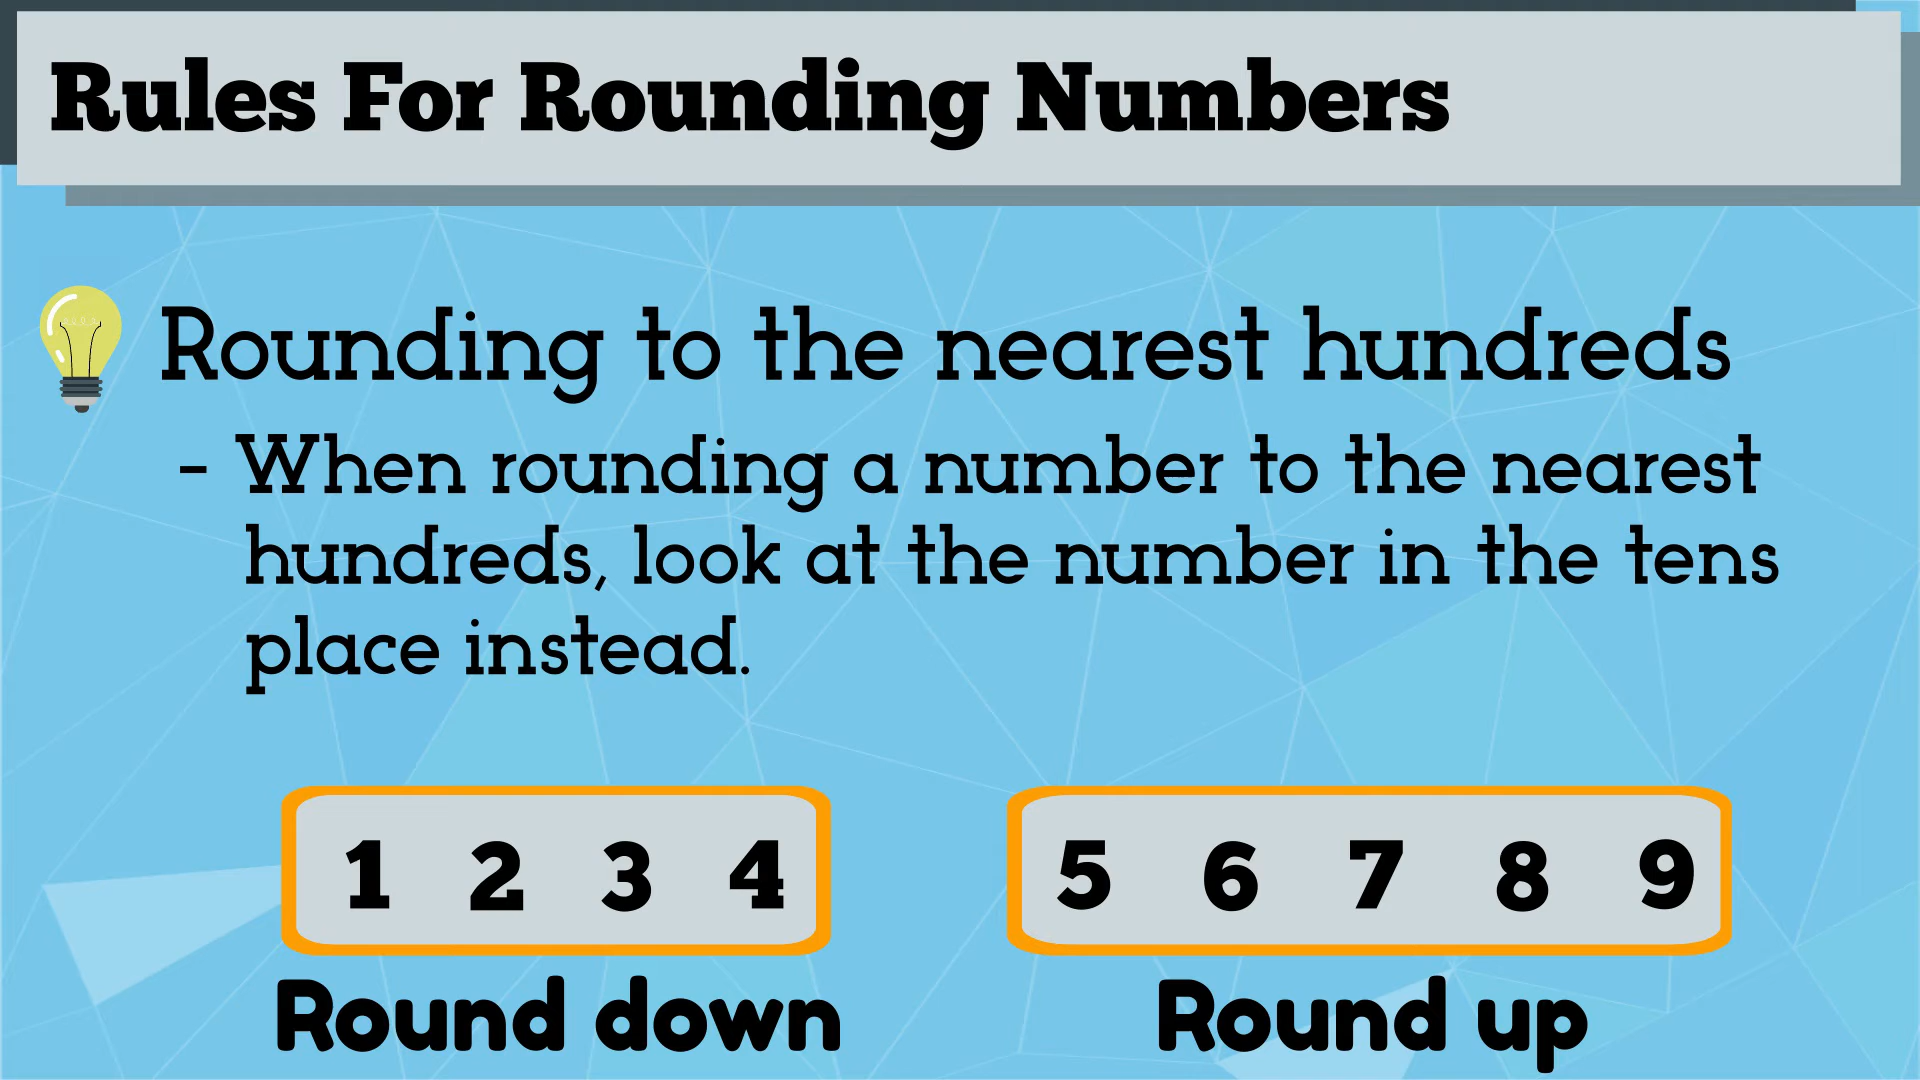 Rules For Rounding Numbers
Rounding to the nearest hundreds
- When rounding a number to the nearest
hundreds, look at the number in the tens
place instead.
1 2 3 4
5 6 7 8 9
Round down
Round up